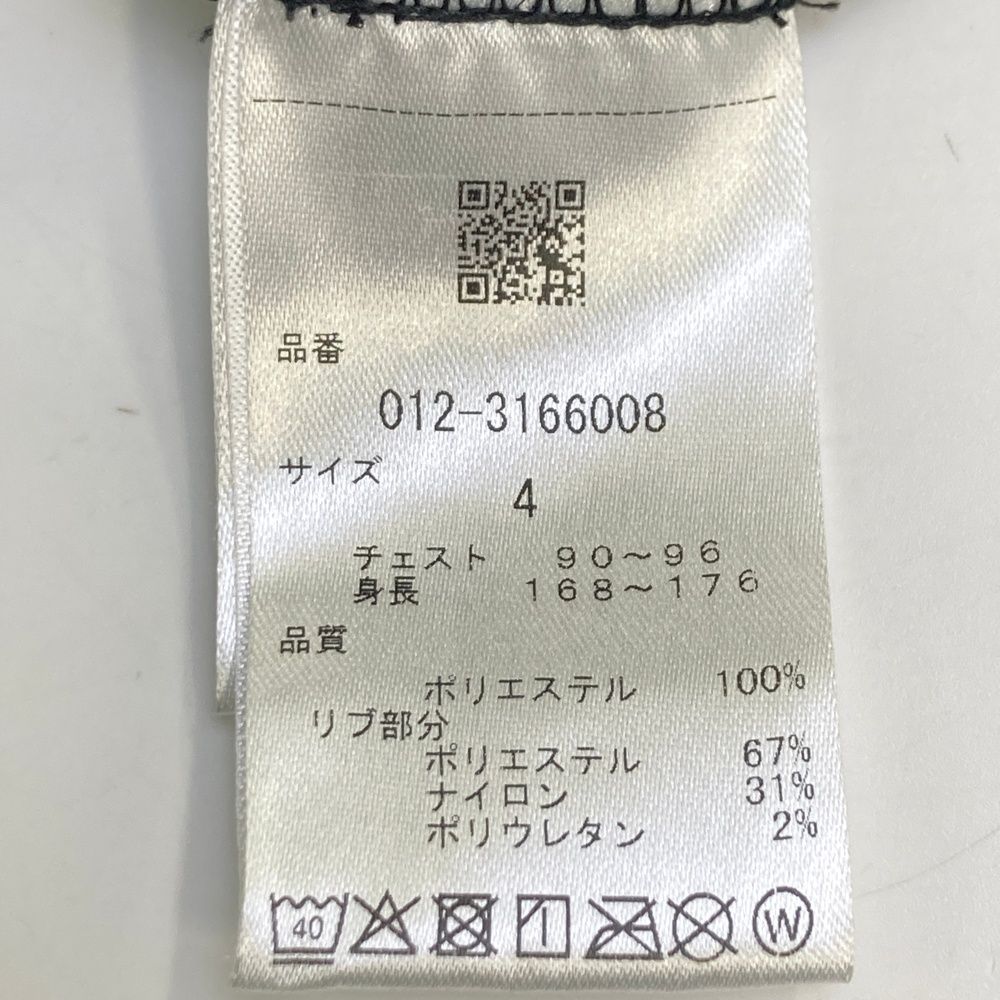 品番
012-3166008
サイズ
4
チェスト 90～96
身長 168～176
品質
ポリエステル 100%
リブ部分
ポリエステル 67%
ナイロン 31%
ポリウレタン 2%
40 W